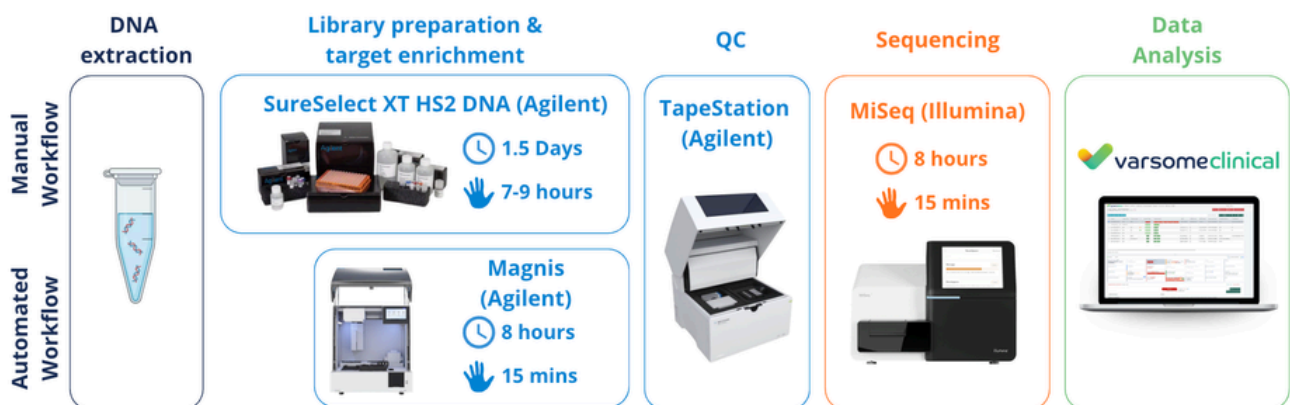 DNA
extraction
Library preparation &
target enrichment
QC
Sequencing
Data
Analysis
Manual
Workflow
Automated
Workflow
SureSelect XT HS2 DNA (Agilent)
Agilent
1.5 Days
7-9 hours
Magnis
(Agilent)
8 hours
15 mins
TapeStation
(Agilent)
MiSeq (Illumina)
8 hours
15 mins
varsomeclinical